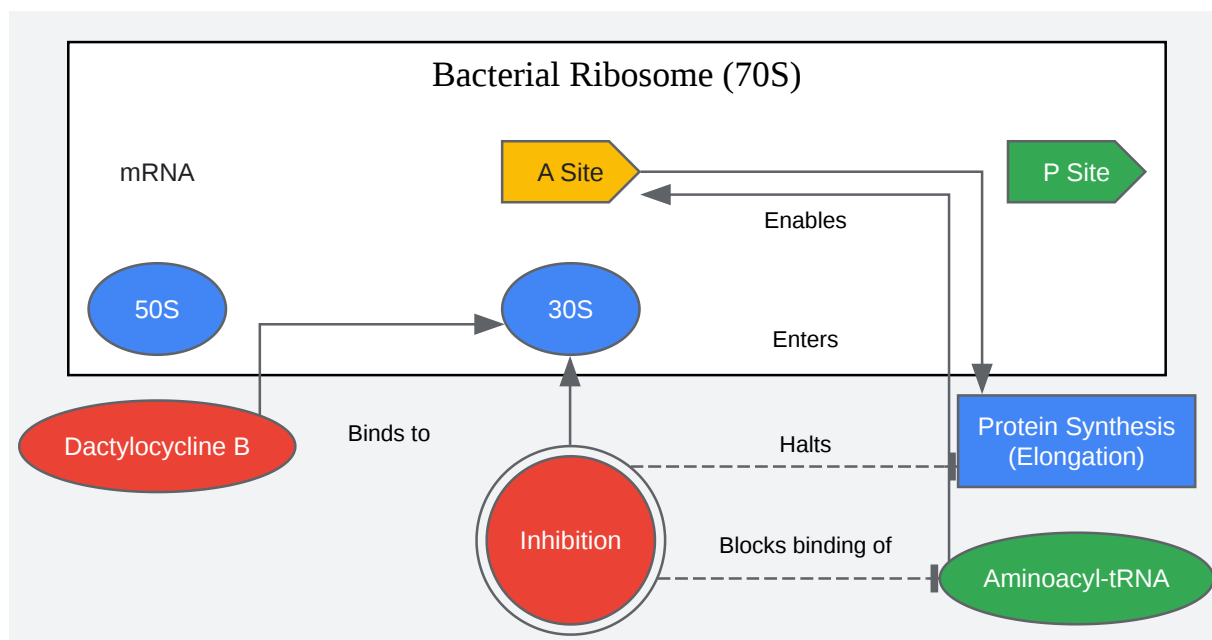 Bacterial Ribosome (70S)
mRNA
A Site
P Site
Enables
50S
30S
Enters
Dactylocycline B
Binds to
Halts
Protein Synthesis
(Elongation)
Inhibition
Blocks binding of
Aminoacyl-tRNA